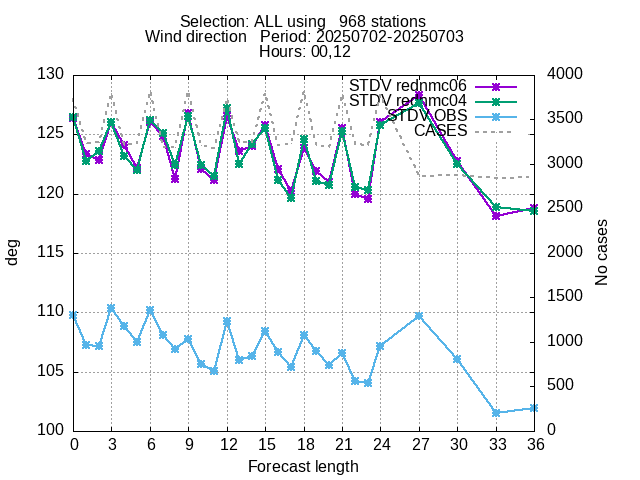 Selection: ALL using   968 stations
Wind direction   Period: 20250702-20250703
Hours: 00,12
STDV reqnmc06
STDV reqnmc04
STDV OBS
CASES
130
125
120
115
110
105
100
deg
4000
3500
3000
2500
2000
1500
1000
500
0
No cases
0 3 6 9 12 15 18 21 24 27 30 33 36
Forecast length